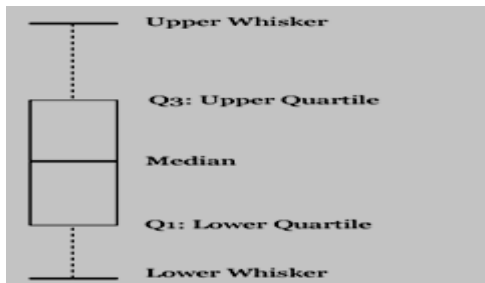 Upper Whisker
Q3: Upper Quartile
Median
Q1: Lower Quartile
Lower Whisker